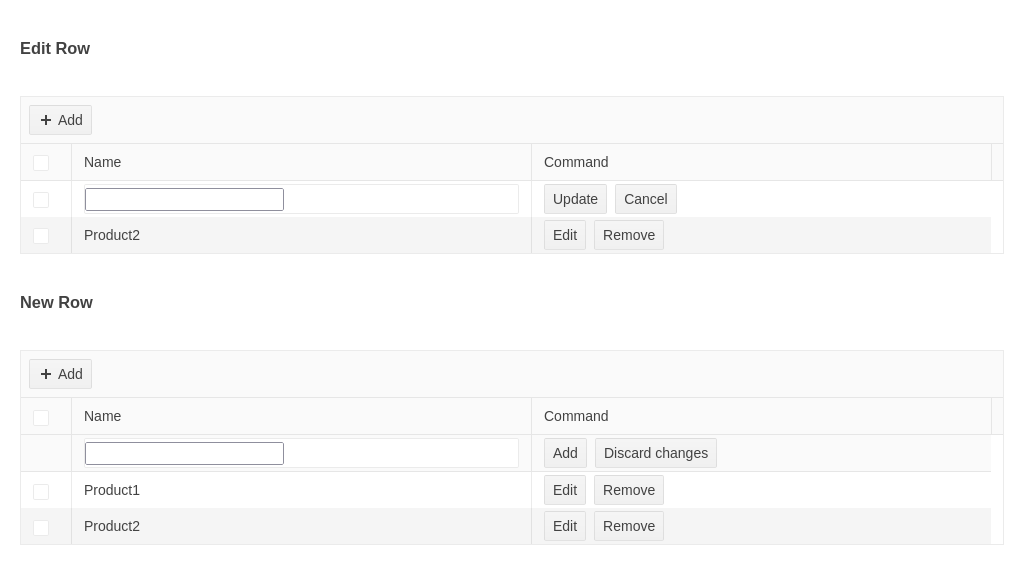 Edit Row
Add
Name Command
Update Cancel
Product2 Edit Remove
New Row
Add
Name Command
Add Discard changes
Product1 Edit Remove
Product2 Edit Remove